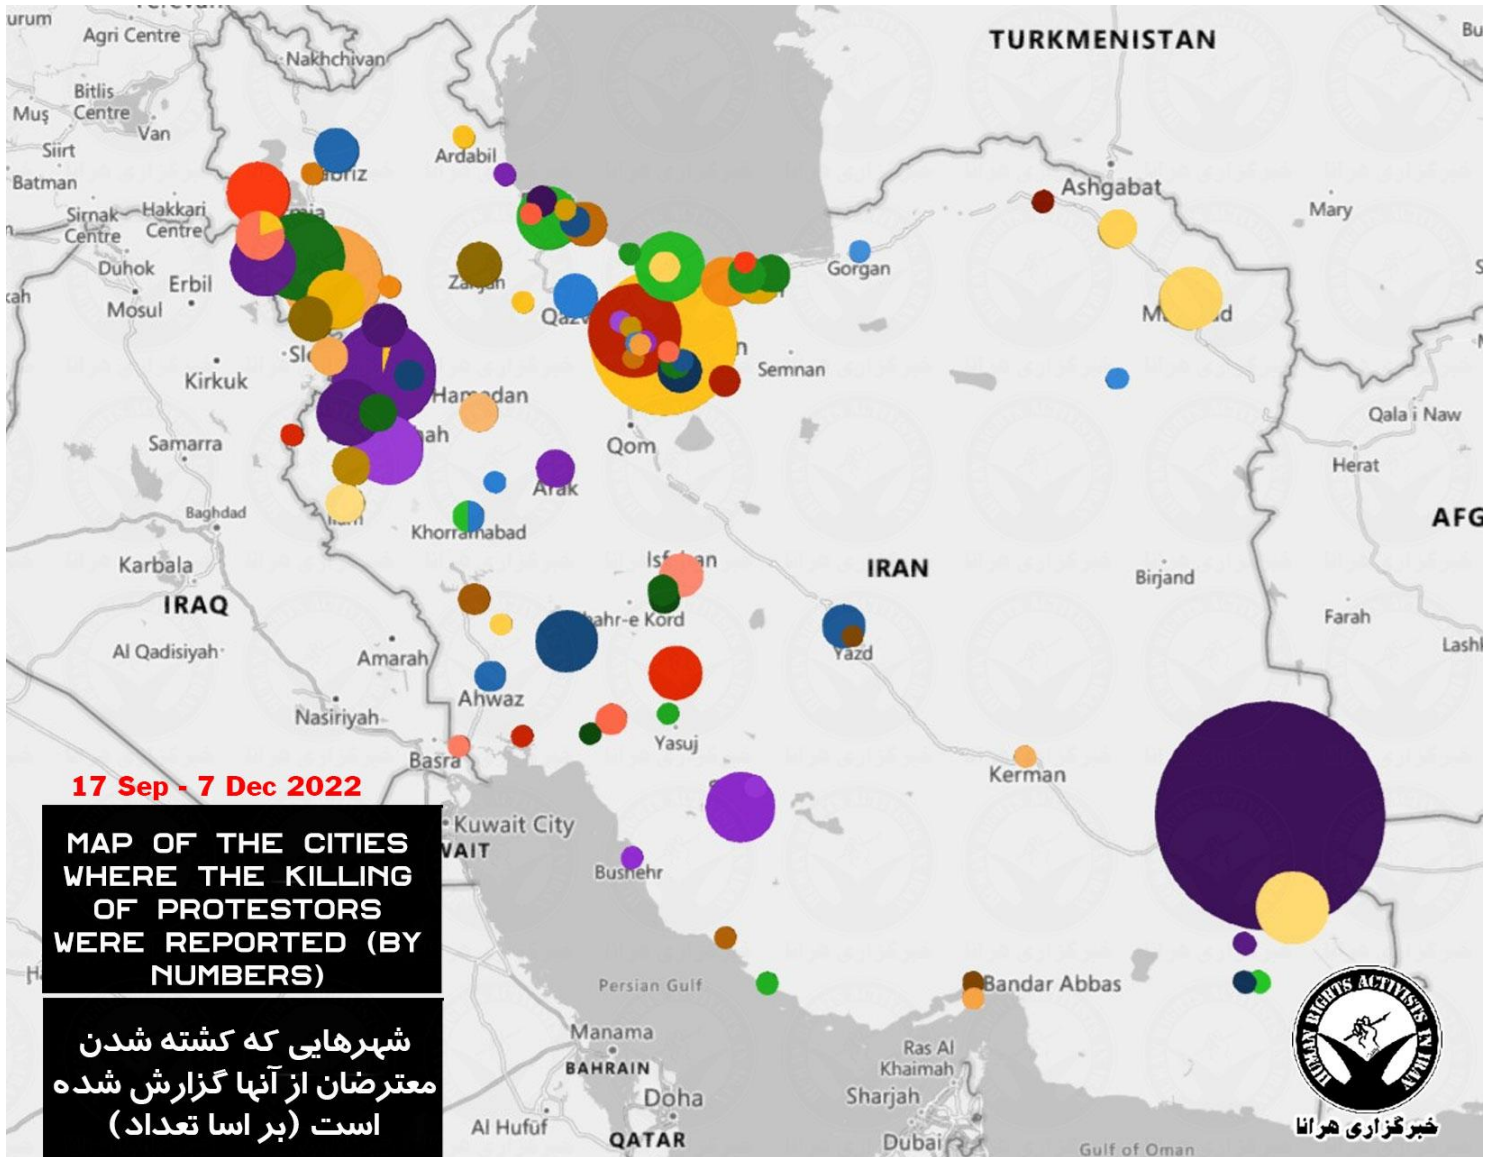 TURKMENISTAN
Agri Centre
Nakhchivan
Bitlis
Centre
Muş
Van
Siirt
Batman
Ardabil
Ashgabat
Mary
Sirnak
Centre
Hakkari
Centre
Duhok
Erbil
Mosul
Gorgan
Semnan
Kirkuk
Hamedan
Qala i Naw
Samarra
Qom
Herat
Arak
Baghdad
Khorramabad
AFG
Karbala
IRAN
Birjand
IRAQ
Farah
Al Qadisiyah
Amarah
Yazd
Ahwaz
Nasiriyah
Yasuj
Basra
Kerman
17 Sep - 7 Dec 2022
MAP OF THE CITIES
WHERE THE KILLING
OF PROTESTORS
WERE REPORTED (BY
NUMBERS)
Kuwait City
Bushehr
Persian Gulf
Bandar Abbas
شهرهایی که کشته شدن
معترضان از آنها گزارش شده
است (بر اسا تعداد)
Manama
BAHRAIN
Ras Al
Khaimah
Doha
Sharjah
Al Hufūf
QATAR
Dubai
Gulf of Oman
HUMAN RIGHTS ACTIVISTS IN IRAN
خبرگزاری هرانا